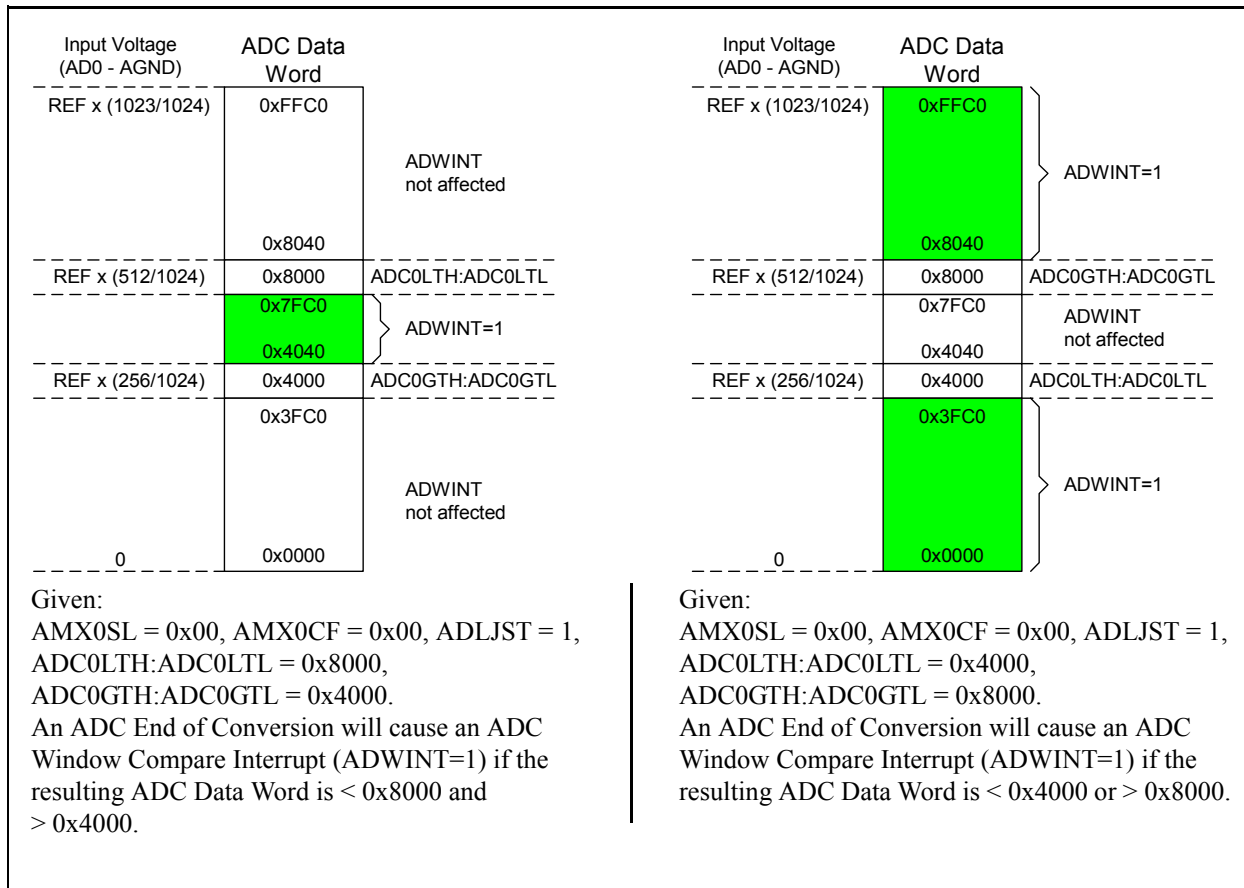 Input Voltage
(AD0 - AGND)
ADC Data
Word
REF x (1023/1024)
0xFFC0
ADWINT
not affected
0x8040
REF x (512/1024)
0x8000
ADC0LTH:ADC0LTL
0x7FC0
ADWINT=1
0x4040
REF x (256/1024)
0x4000
ADC0GTH:ADC0GTL
0x3FC0
ADWINT
not affected
0
0x0000
Given:
AMX0SL = 0x00, AMX0CF = 0x00, ADLJST = 1,
ADC0LTH:ADC0LTL = 0x8000,
ADC0GTH:ADC0GTL = 0x4000.
An ADC End of Conversion will cause an ADC
Window Compare Interrupt (ADWINT=1) if the
resulting ADC Data Word is < 0x8000 and
> 0x4000.
Input Voltage
(AD0 - AGND)
ADC Data
Word
REF x (1023/1024)
0xFFC0
ADWINT=1
0x8040
REF x (512/1024)
0x8000
ADC0GTH:ADC0GTL
0x7FC0
ADWINT
not affected
0x4040
REF x (256/1024)
0x4000
ADC0LTH:ADC0LTL
0x3FC0
ADWINT=1
0
0x0000
Given:
AMX0SL = 0x00, AMX0CF = 0x00, ADLJST = 1,
ADC0LTH:ADC0LTL = 0x4000,
ADC0GTH:ADC0GTL = 0x8000.
An ADC End of Conversion will cause an ADC
Window Compare Interrupt (ADWINT=1) if the
resulting ADC Data Word is < 0x4000 or > 0x8000.